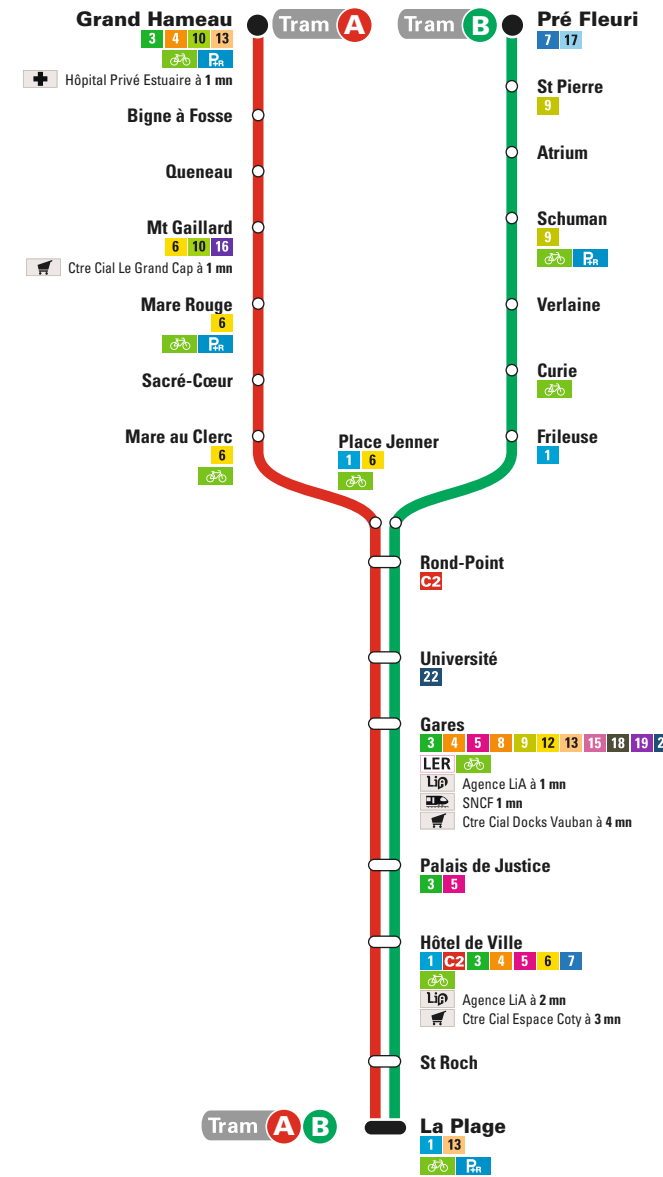 Grand Hameau
3 4 10 13
P+R
Hôpital Privé Estuaire à 1 mn
Bigne à Fosse
Queneau
Mt Gaillard
6 10 16
Ctre Cial Le Grand Cap à 1 mn
Mare Rouge
6
P+R
Sacré-Cœur
Mare au Clerc
6
Tram A
Tram B
Pré Fleuri
7 17
St Pierre
9
Atrium
Schuman
9
P+R
Verlaine
Curie
Frileuse
1
Place Jenner
1 6
Rond-Point
C2
Université
22
Gares
3 4 5 8 9 12 13 15 18 19
LER
LiA Agence LiA à 1 mn
SNCF 1 mn
Ctre Cial Docks Vauban à 4 mn
Palais de Justice
3 5
Hôtel de Ville
1 C2 3 4 5 6 7
LiA Agence LiA à 2 mn
Ctre Cial Espace Coty à 3 mn
St Roch
Tram A B
La Plage
1 13
P+R